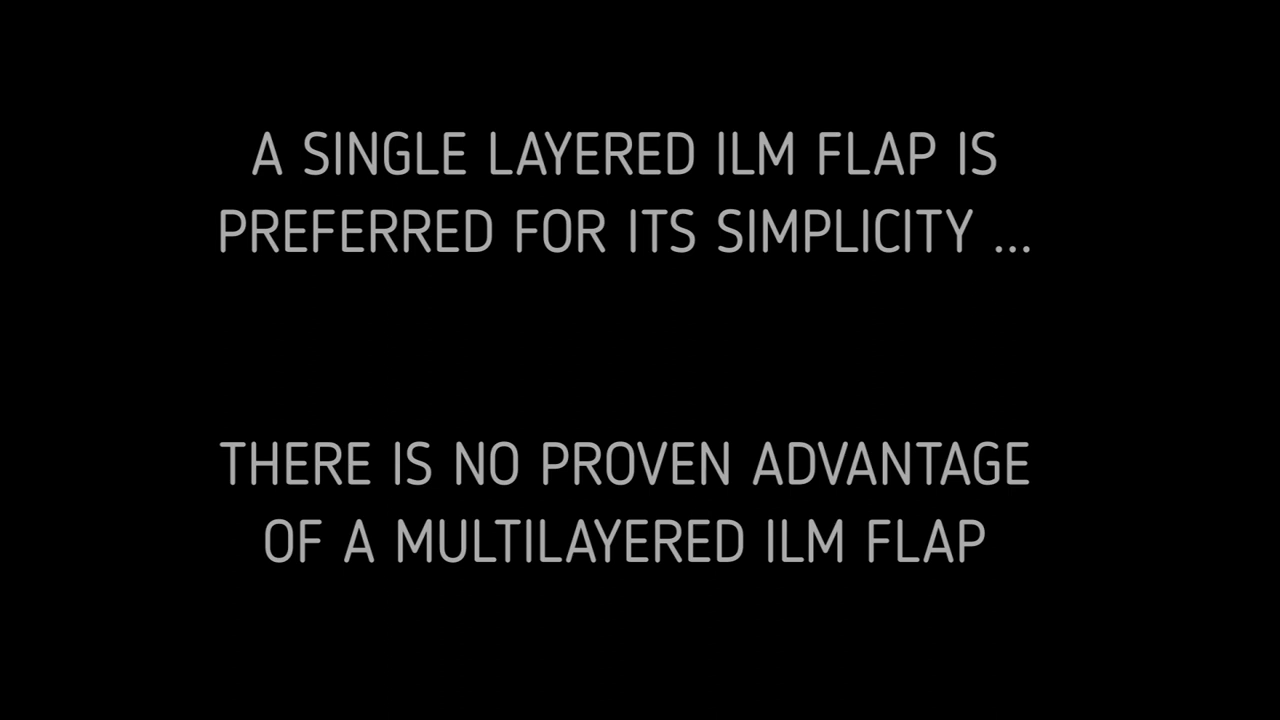 A SINGLE LAYERED ILM FLAP IS
PREFERRED FOR ITS SIMPLICITY ...
THERE IS NO PROVEN ADVANTAGE
OF A MULTILAYERED ILM FLAP